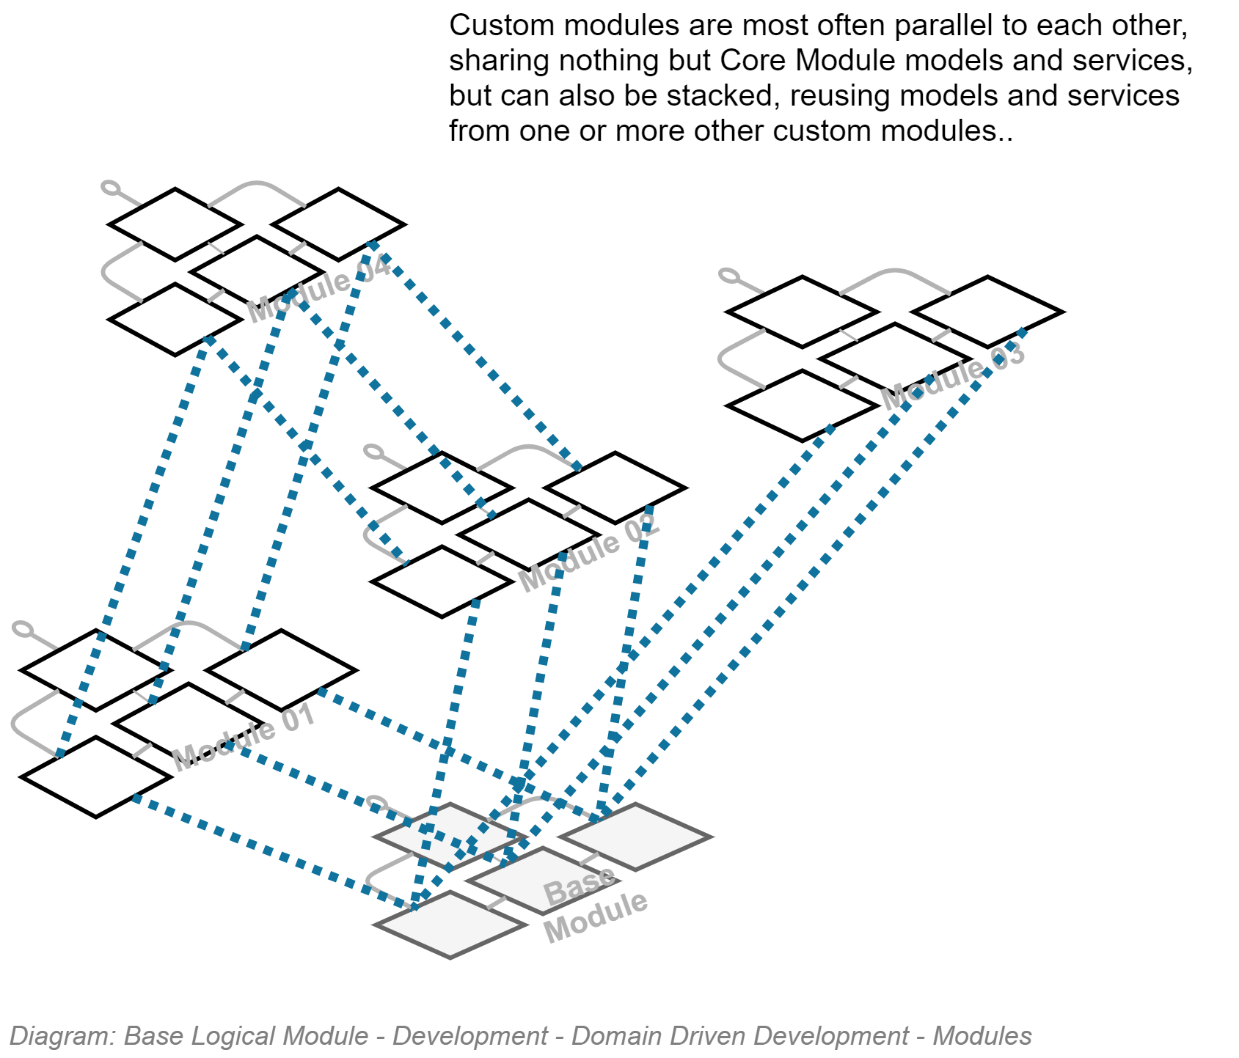 Custom modules are most often parallel to each other,
sharing nothing but Core Module models and services,
but can also be stacked, reusing models and services
from one or more other custom modules..
Module 04
Module 03
Module 02
Module 01
Base
Module
Diagram: Base Logical Module - Development - Domain Driven Development - Modules